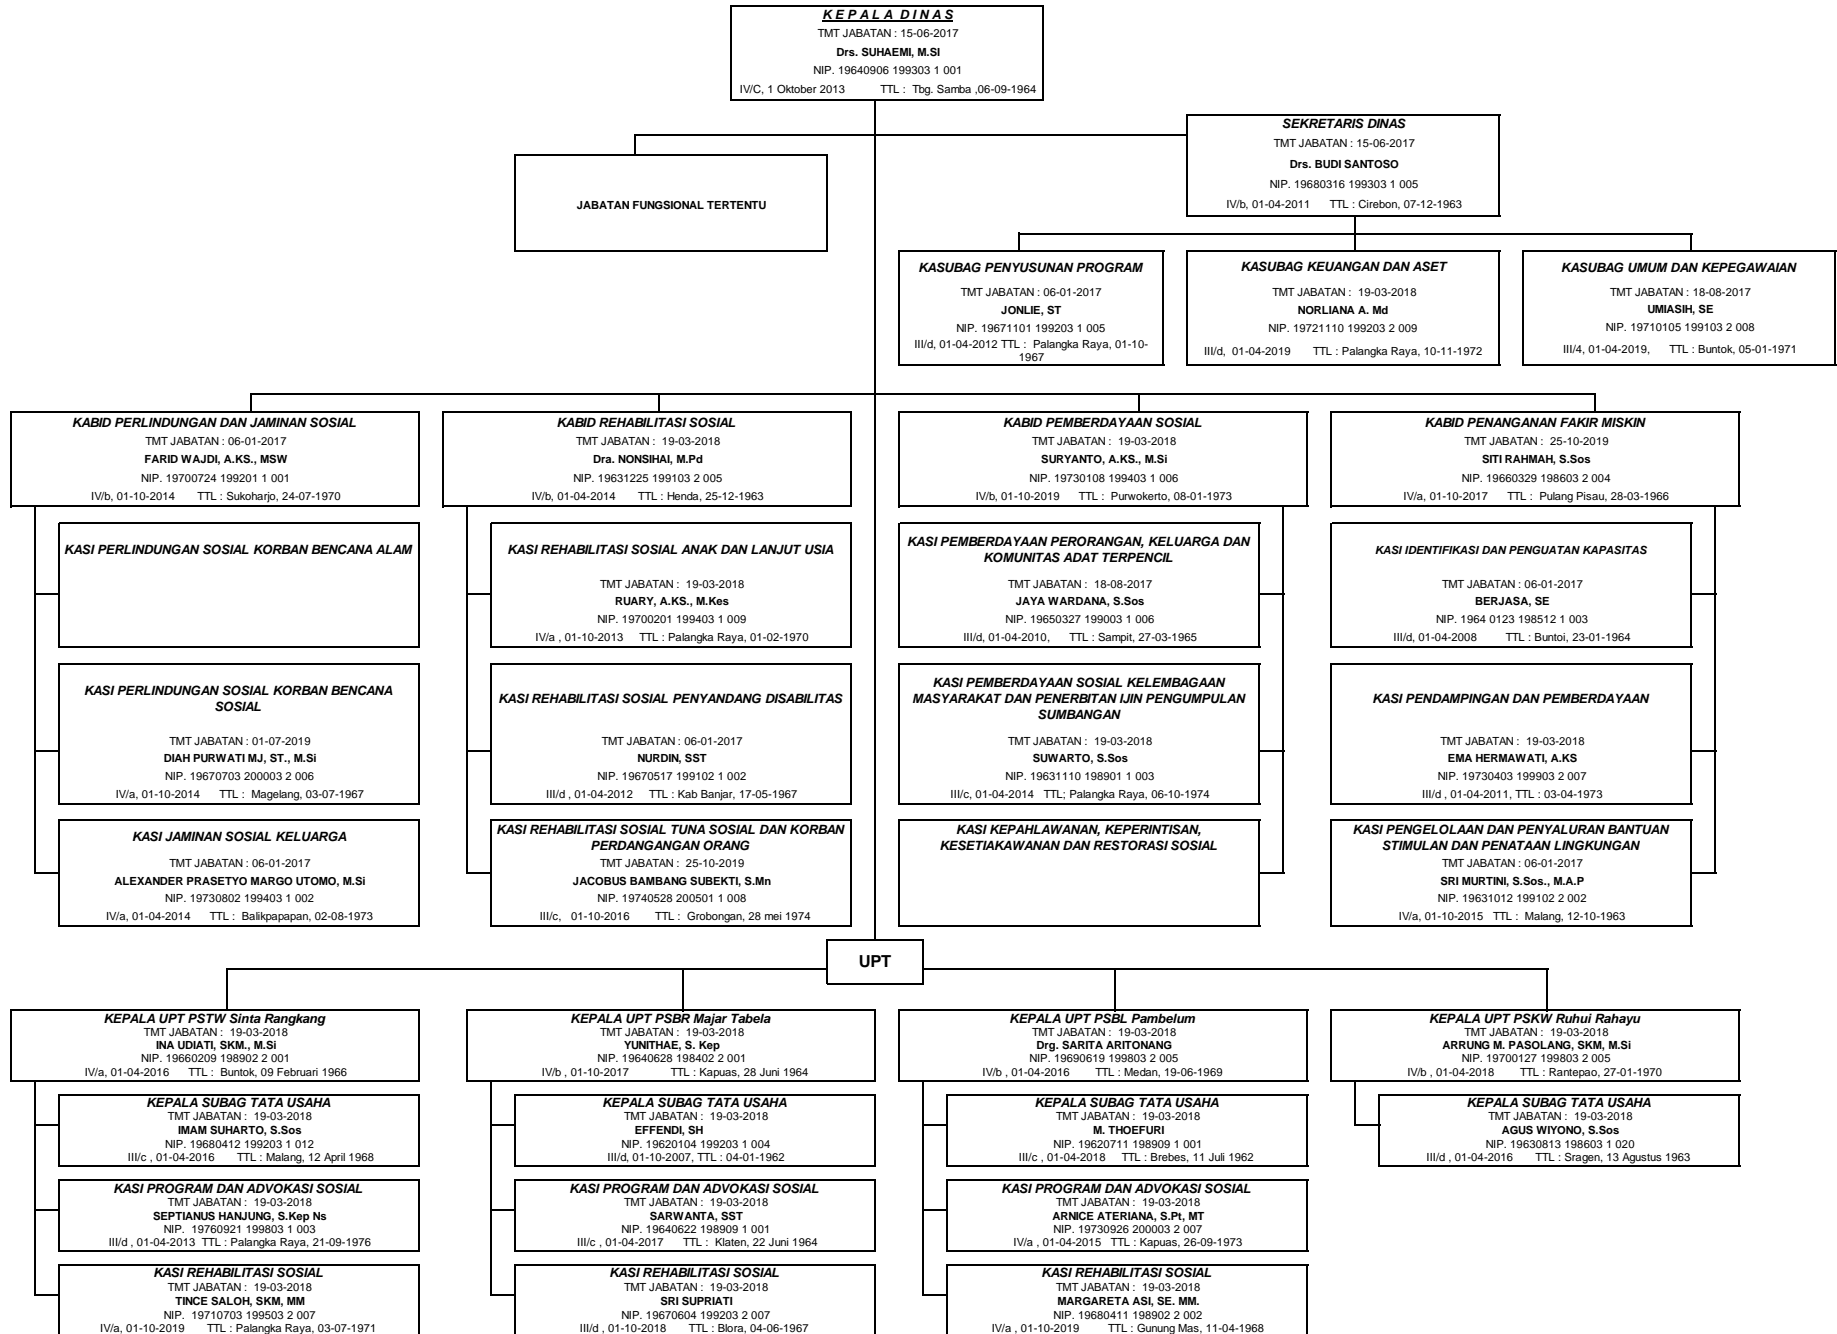 KEPALA DINAS
TMT JABATAN : 15-06-2017
Drs. SUHAEMI, M.SI
NIP. 19640906 199303 1 001
IV/C, 1 Oktober 2013 TTL : Tbg. Samba ,06-09-1964
SEKRETARIS DINAS
TMT JABATAN : 15-06-2017
Drs. BUDI SANTOSO
NIP. 19680316 199303 1 005
IV/b, 01-04-2011 TTL : Cirebon, 07-12-1963
JABATAN FUNGSIONAL TERTENTU
KASUBAG PENYUSUNAN PROGRAM
TMT JABATAN : 06-01-2017
JONLIE, ST
NIP. 19671101 199203 1 005
III/d, 01-04-2012 TTL : Palangka Raya, 01-10-
1967
KASUBAG KEUANGAN DAN ASET
TMT JABATAN : 19-03-2018
NORLIANA A. Md
NIP. 19721110 199203 2 009
III/d, 01-04-2019 TTL : Palangka Raya, 10-11-1972
KASUBAG UMUM DAN KEPEGAWAIAN
TMT JABATAN : 18-08-2017
UMIASIH, SE
NIP. 19710105 199103 2 008
III/4, 01-04-2019, TTL : Buntok, 05-01-1971
KABID PERLINDUNGAN DAN JAMINAN SOSIAL
TMT JABATAN : 06-01-2017
FARID WAJDI, A.KS., MSW
NIP. 19700724 199201 1 001
IV/b, 01-10-2014 TTL : Sukoharjo, 24-07-1970
KASI PERLINDUNGAN SOSIAL KORBAN BENCANA ALAM
KASI PERLINDUNGAN SOSIAL KORBAN BENCANA
SOSIAL
TMT JABATAN : 01-07-2019
DIAH PURWATI MJ, ST., M.Si
NIP. 19670703 200003 2 006
IV/a, 01-10-2014 TTL : Magelang, 03-07-1967
KASI JAMINAN SOSIAL KELUARGA
TMT JABATAN : 06-01-2017
ALEXANDER PRASETYO MARGO UTOMO, M.Si
NIP. 19730802 199403 1 002
IV/a, 01-04-2014 TTL : Balikpapapan, 02-08-1973
KABID REHABILITASI SOSIAL
TMT JABATAN : 19-03-2018
Dra. NONSIHAI, M.Pd
NIP. 19631225 199103 2 005
IV/b, 01-04-2014 TTL : Henda, 25-12-1963
KASI REHABILITASI SOSIAL ANAK DAN LANJUT USIA
TMT JABATAN : 19-03-2018
RUARY, A.KS., M.Kes
NIP. 19700201 199403 1 009
IV/a , 01-10-2013 TTL : Palangka Raya, 01-02-1970
KASI REHABILITASI SOSIAL PENYANDANG DISABILITAS
TMT JABATAN : 06-01-2017
NURDIN, SST
NIP. 19670517 199102 1 002
III/d , 01-04-2012 TTL : Kab Banjar, 17-05-1967
KASI REHABILITASI SOSIAL TUNA SOSIAL DAN KORBAN
PERDANGANGAN ORANG
TMT JABATAN : 25-10-2019
JACOBUS BAMBANG SUBEKTI, S.Mn
NIP. 19740528 200501 1 008
III/c, 01-10-2016 TTL : Grobongan, 28 mei 1974
KABID PEMBERDAYAAN SOSIAL
TMT JABATAN : 19-03-2018
SURYANTO, A.KS., M.Si
NIP. 19730108 199403 1 006
IV/b, 01-10-2019 TTL : Purwokerto, 08-01-1973
KASI PEMBERDAYAAN PERORANGAN, KELUARGA DAN
KOMUNITAS ADAT TERPENCIL
TMT JABATAN : 18-08-2017
JAYA WARDANA, S.Sos
NIP. 19650327 199003 1 006
III/d, 01-04-2010, TTL : Sampit, 27-03-1965
KASI PEMBERDAYAAN SOSIAL KELEMBAGAAN
MASYARAKAT DAN PENERBITAN IJIN PENGUMPULAN
SUMBANGAN
TMT JABATAN : 19-03-2018
SUWARTO, S.Sos
NIP. 19631110 198901 1 003
III/c, 01-04-2014 TTL; Palangka Raya, 06-10-1974
KASI KEPAHLAWANAN, KEPERINTISAN,
KESETIAKAWANAN DAN RESTORASI SOSIAL
KABID PENANGANAN FAKIR MISKIN
TMT JABATAN : 25-10-2019
SITI RAHMAH, S.Sos
NIP. 19660329 198603 2 004
IV/a, 01-10-2017 TTL : Pulang Pisau, 28-03-1966
KASI IDENTIFIKASI DAN PENGUATAN KAPASITAS
TMT JABATAN : 06-01-2017
BERJASA, SE
NIP. 1964 0123 198512 1 003
III/d, 01-04-2008 TTL : Buntoi, 23-01-1964
KASI PENDAMPINGAN DAN PEMBERDAYAAN
TMT JABATAN : 19-03-2018
EMA HERMAWATI, A.KS
NIP. 19730403 199903 2 007
III/d , 01-04-2011, TTL : 03-04-1973
KASI PENGELOLAAN DAN PENYALURAN BANTUAN
STIMULAN DAN PENATAAN LINGKUNGAN
TMT JABATAN : 06-01-2017
SRI MURTINI, S.Sos., M.A.P
NIP. 19631012 199102 2 002
IV/a, 01-10-2015 TTL : Malang, 12-10-1963
UPT
KEPALA UPT PSTW Sinta Rangkang
TMT JABATAN : 19-03-2018
INA UDIATI, SKM., M.Si
NIP. 19660209 198902 2 001
IV/a, 01-04-2016 TTL : Buntok, 09 Februari 1966
KEPALA SUBAG TATA USAHA
TMT JABATAN : 19-03-2018
IMAM SUHARTO, S.Sos
NIP. 19680412 199203 1 012
III/c , 01-04-2016 TTL : Malang, 12 April 1968
KASI PROGRAM DAN ADVOKASI SOSIAL
TMT JABATAN : 19-03-2018
SEPTIANUS HANJUNG, S.Kep Ns
NIP. 19760921 199803 1 003
III/d , 01-04-2013 TTL : Palangka Raya, 21-09-1976
KASI REHABILITASI SOSIAL
TMT JABATAN : 19-03-2018
TINCE SALOH, SKM, MM
NIP. 19710703 199503 2 007
IV/a, 01-10-2019 TTL : Palangka Raya, 03-07-1971
KEPALA UPT PSBR Majar Tabela
TMT JABATAN : 19-03-2018
YUNITHAE, S. Kep
NIP. 19640628 198402 2 001
IV/b , 01-10-2017 TTL : Kapuas, 28 Juni 1964
KEPALA SUBAG TATA USAHA
TMT JABATAN : 19-03-2018
EFFENDI, SH
NIP. 19620104 199203 1 004
III/d, 01-10-2007, TTL : 04-01-1962
KASI PROGRAM DAN ADVOKASI SOSIAL
TMT JABATAN : 19-03-2018
SARWANTA, SST
NIP. 19640622 198909 1 001
III/c , 01-04-2017 TTL : Klaten, 22 Juni 1964
KASI REHABILITASI SOSIAL
TMT JABATAN : 19-03-2018
SRI SUPRIATI
NIP. 19670604 199203 2 007
III/d , 01-10-2018 TTL : Blora, 04-06-1967
KEPALA UPT PSBL Pambelum
TMT JABATAN : 19-03-2018
Drg. SARITA ARITONANG
NIP. 19690619 199803 2 005
IV/b , 01-04-2016 TTL : Medan, 19-06-1969
KEPALA SUBAG TATA USAHA
TMT JABATAN : 19-03-2018
M. THOEFURI
NIP. 19620711 198909 1 001
III/c , 01-04-2018 TTL : Brebes, 11 Juli 1962
KASI PROGRAM DAN ADVOKASI SOSIAL
TMT JABATAN : 19-03-2018
ARNICE ATERIANA, S.Pt, MT
NIP. 19730926 200003 2 007
IV/a , 01-04-2015 TTL : Kapuas, 26-09-1973
KASI REHABILITASI SOSIAL
TMT JABATAN : 19-03-2018
MARGARETA ASI, SE. MM.
NIP. 19680411 198902 2 002
IV/a , 01-10-2019 TTL : Gunung Mas, 11-04-1968
KEPALA UPT PSKW Ruhui Rahayu
TMT JABATAN : 19-03-2018
ARRUNG M. PASOLANG, SKM, M.Si
NIP. 19700127 199803 2 005
IV/b , 01-04-2018 TTL : Rantepao, 27-01-1970
KEPALA SUBAG TATA USAHA
TMT JABATAN : 19-03-2018
AGUS WIYONO, S.Sos
NIP. 19630813 198603 1 020
III/d , 01-04-2016 TTL : Sragen, 13 Agustus 1963